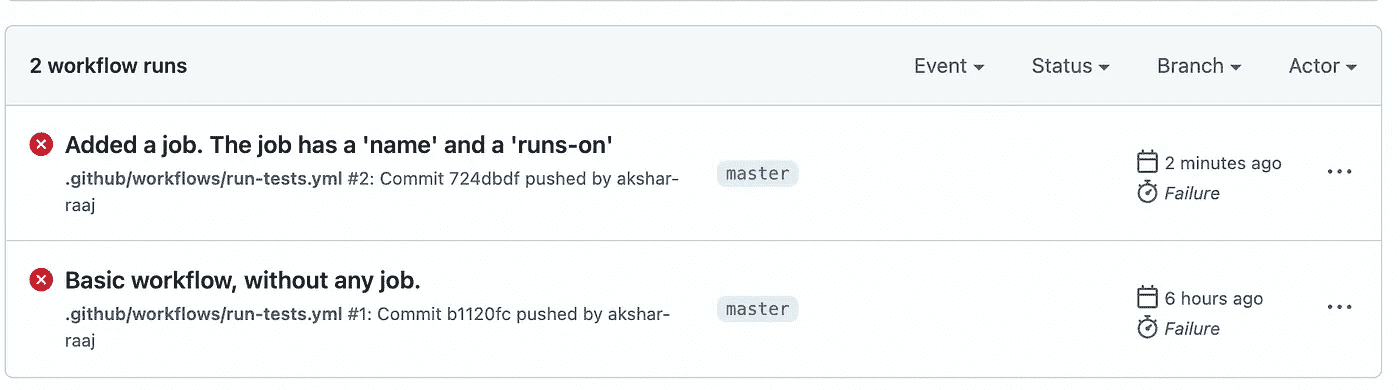 2 workflow runs
Event
Status
Branch
Actor
Added a job. The job has a 'name' and a 'runs-on'
.github/workflows/run-tests.yml #2: Commit 724dbdf pushed by akshar-
raaj
master
2 minutes ago
Failure
Basic workflow, without any job.
.github/workflows/run-tests.yml #1: Commit b1120fc pushed by akshar-
raaj
master
6 hours ago
Failure